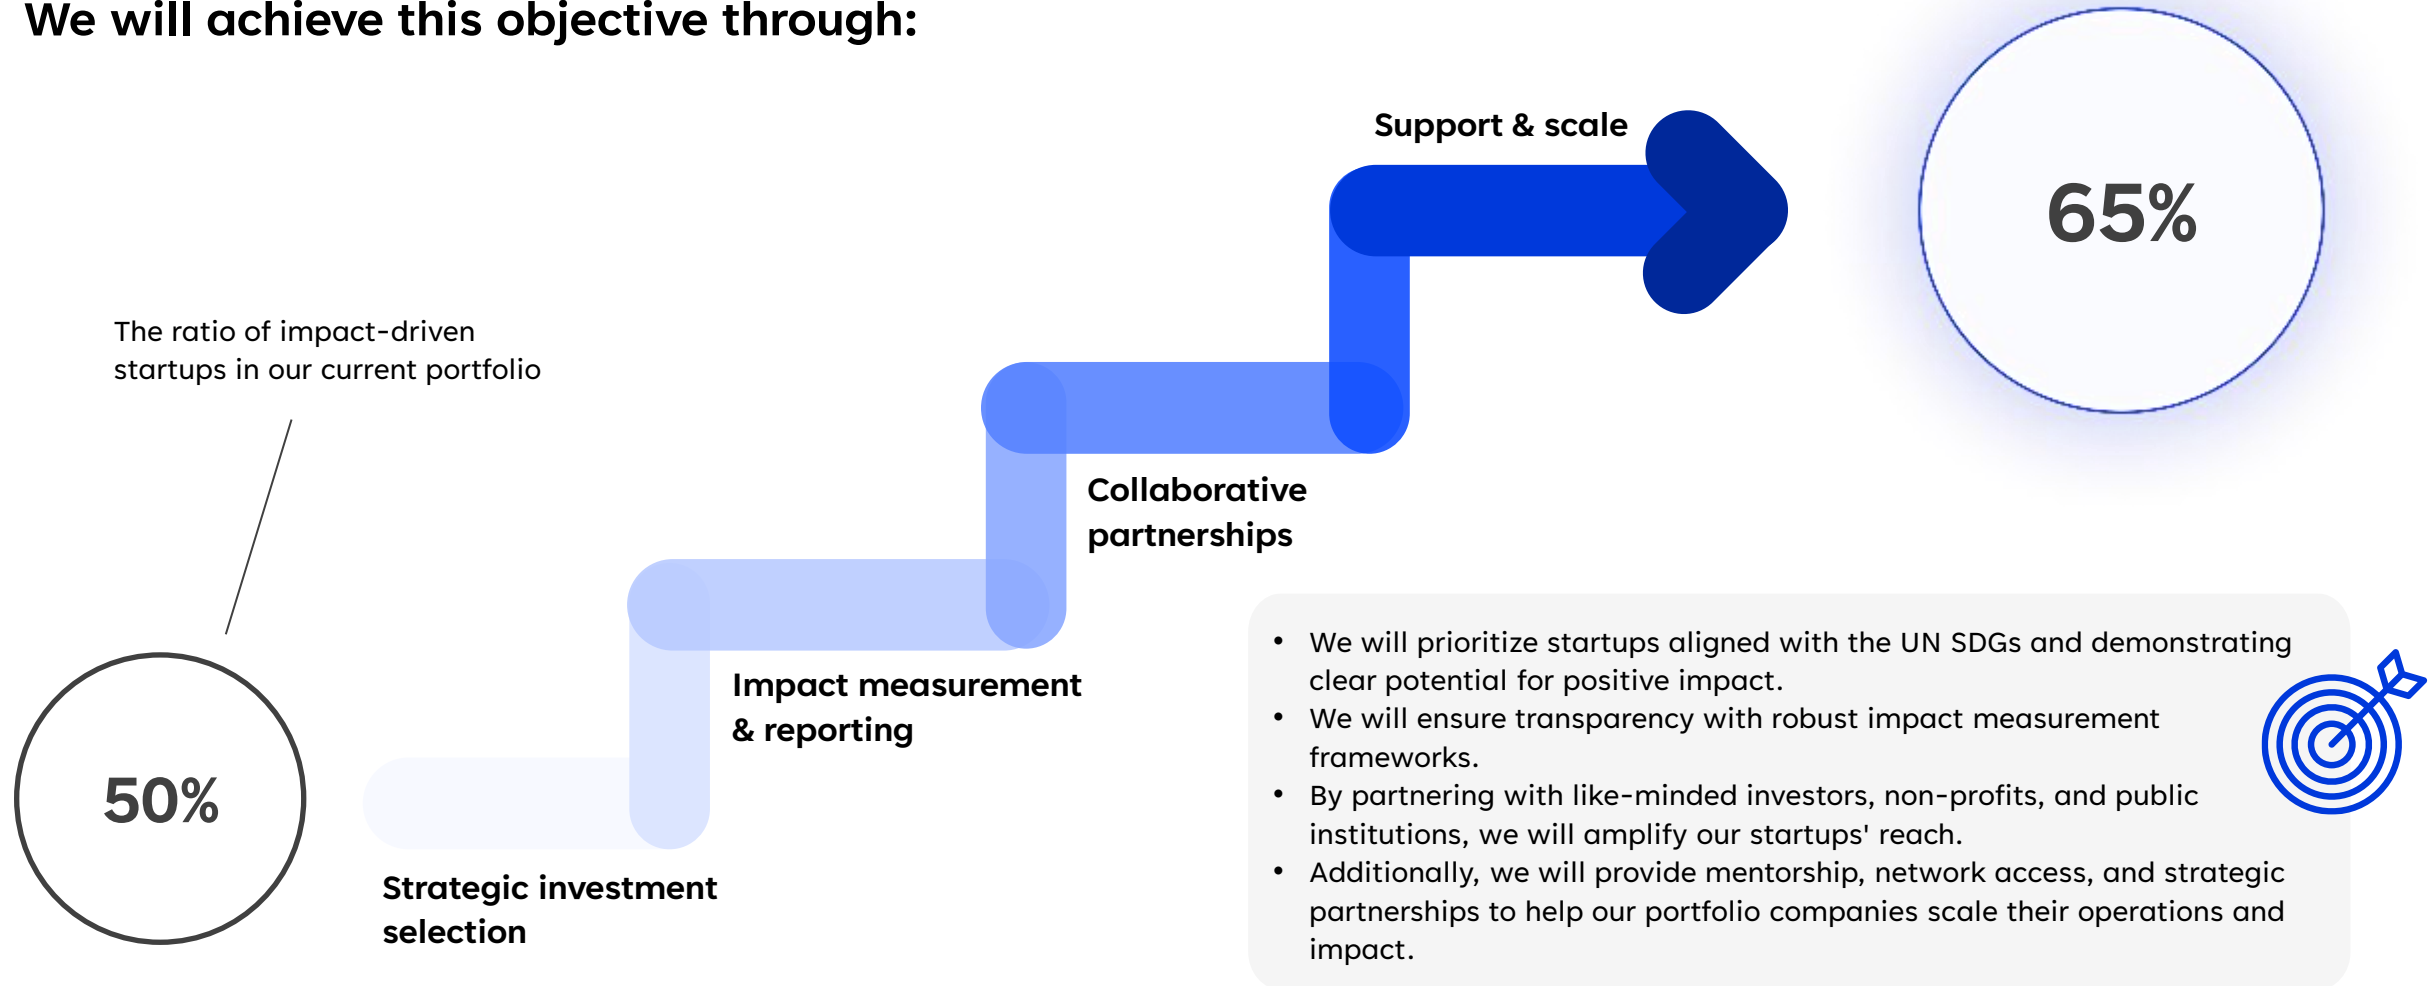 We will achieve this objective through:
Support & scale
65%
The ratio of impact-driven
startups in our current portfolio
Collaborative
partnerships
Impact measurement
& reporting
50%
Strategic investment
selection
• We will prioritize startups aligned with the UN SDGs and demonstrating
clear potential for positive impact.
• We will ensure transparency with robust impact measurement
frameworks.
• By partnering with like-minded investors, non-profits, and public
institutions, we will amplify our startups' reach.
• Additionally, we will provide mentorship, network access, and strategic
partnerships to help our portfolio companies scale their operations and
impact.